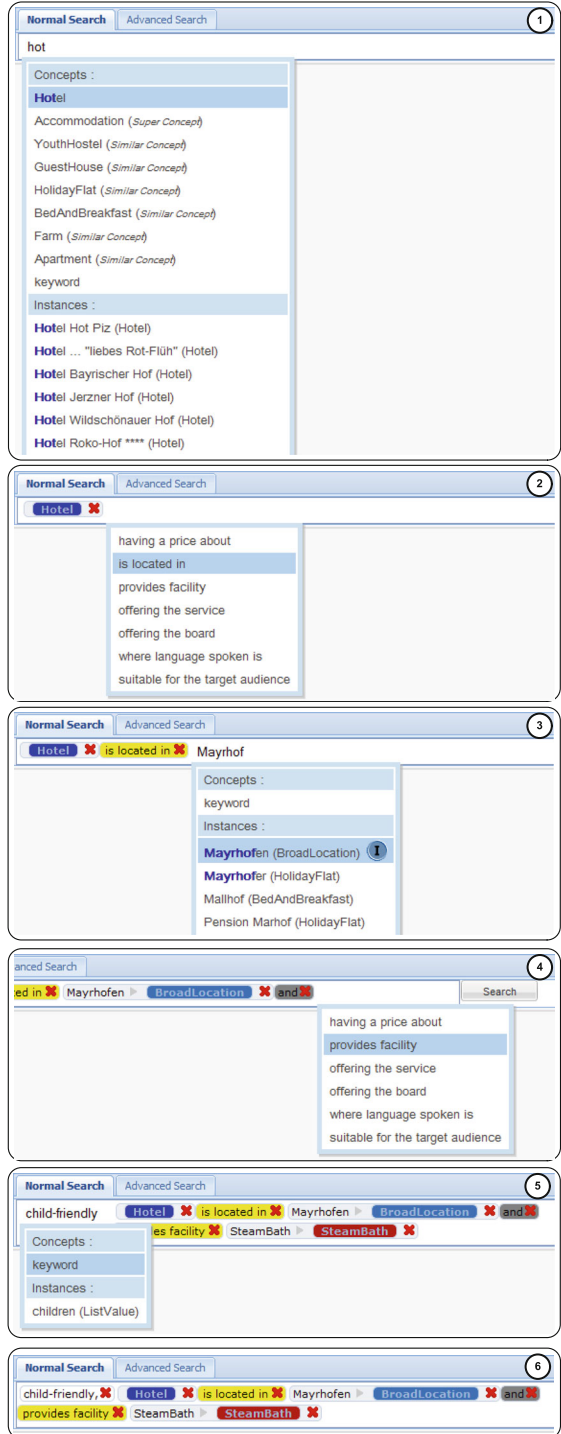 Normal Search Advanced Search 1
hot
Concepts :
Hotel
Accommodation (Super Concept)
YouthHostel (Similar Concept)
GuestHouse (Similar Concept)
HolidayFlat (Similar Concept)
BedAndBreakfast (Similar Concept)
Farm (Similar Concept)
Apartment (Similar Concept)
keyword
Instances :
Hotel Hot Piz (Hotel)
Hotel ... "liebes Rot-Flüh" (Hotel)
Hotel Bayrischer Hof (Hotel)
Hotel Jerzner Hof (Hotel)
Hotel Wildschönauer Hof (Hotel)
Hotel Roko-Hof **** (Hotel)
Normal Search Advanced Search 2
Hotel
having a price about
is located in
provides facility
offering the service
offering the board
where language spoken is
suitable for the target audience
Normal Search Advanced Search 3
Hotel is located in Mayrhof
Concepts :
keyword
Instances :
Mayrhofen (BroadLocation)
Mayrhofer (HolidayFlat)
Mallhof (BedAndBreakfast)
Pension Marhof (HolidayFlat)
anced Search 4
ed in Mayrhofen BroadLocation and Search
having a price about
provides facility
offering the service
offering the board
where language spoken is
suitable for the target audience
Normal Search Advanced Search 5
child-friendly Hotel is located in Mayrhofen BroadLocation and
es facility SteamBath SteamBath
Concepts :
keyword
Instances :
children (ListValue)
Normal Search Advanced Search 6
child-friendly, Hotel is located in Mayrhofen BroadLocation and
provides facility SteamBath SteamBath